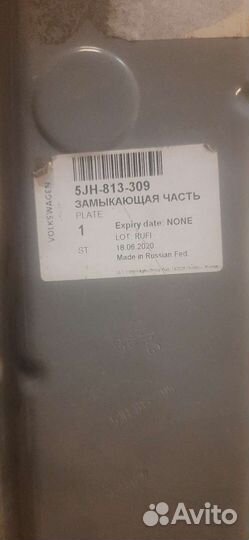 VOLKSWAGEN
5JH-813-309
ЗАМЫКАЮЩАЯ ЧАСТЬ
PLATE
1
Expiry date: NONE
LOT: RUFI
ST
18.06.2020
Made in Russian Fed.
Avito